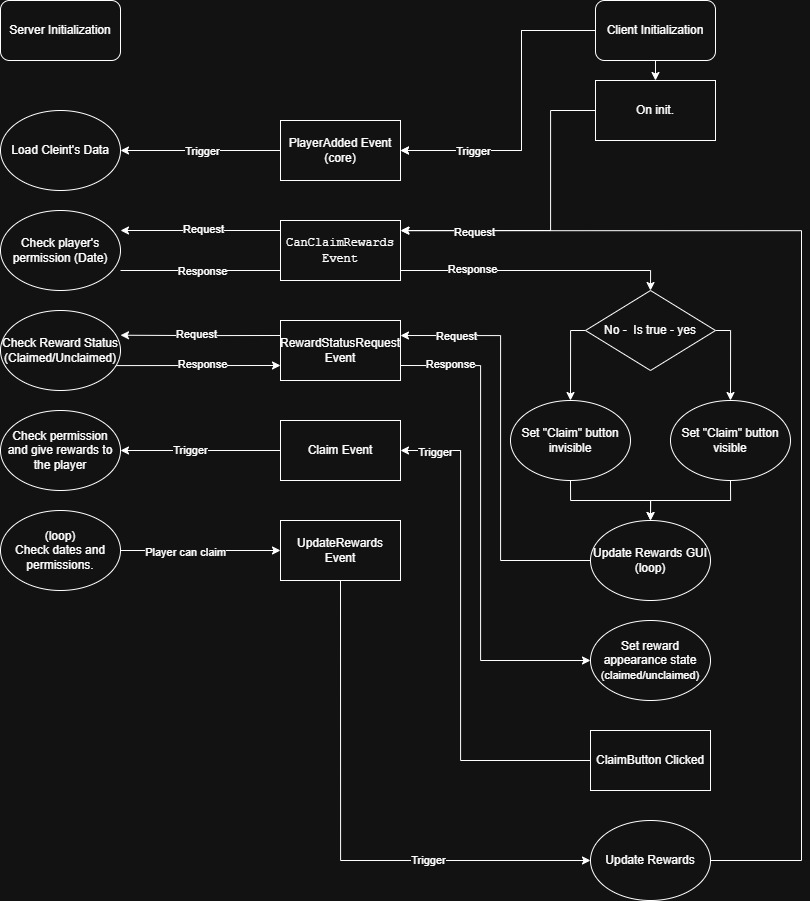 Server Initialization
Client Initialization
On init.
Load Cleint's Data
Trigger
PlayerAdded Event
(core)
Trigger
Check player's
permission (Date)
Request
Response
CanClaimRewards
Event
Request
Response
No - Is true - yes
Check Reward Status
(Claimed/Unclaimed)
Request
Response
RewardStatusRequest
Event
Request
Response
Set "Claim" button
invisible
Set "Claim" button
visible
Check permission
and give rewards to
the player
Trigger
Claim Event
Trigger
(loop)
Check dates and
permissions.
Player can claim
UpdateRewards
Event
Update Rewards GUI
(loop)
Set reward
appearance state
(claimed/unclaimed)
ClaimButton Clicked
Trigger
Update Rewards